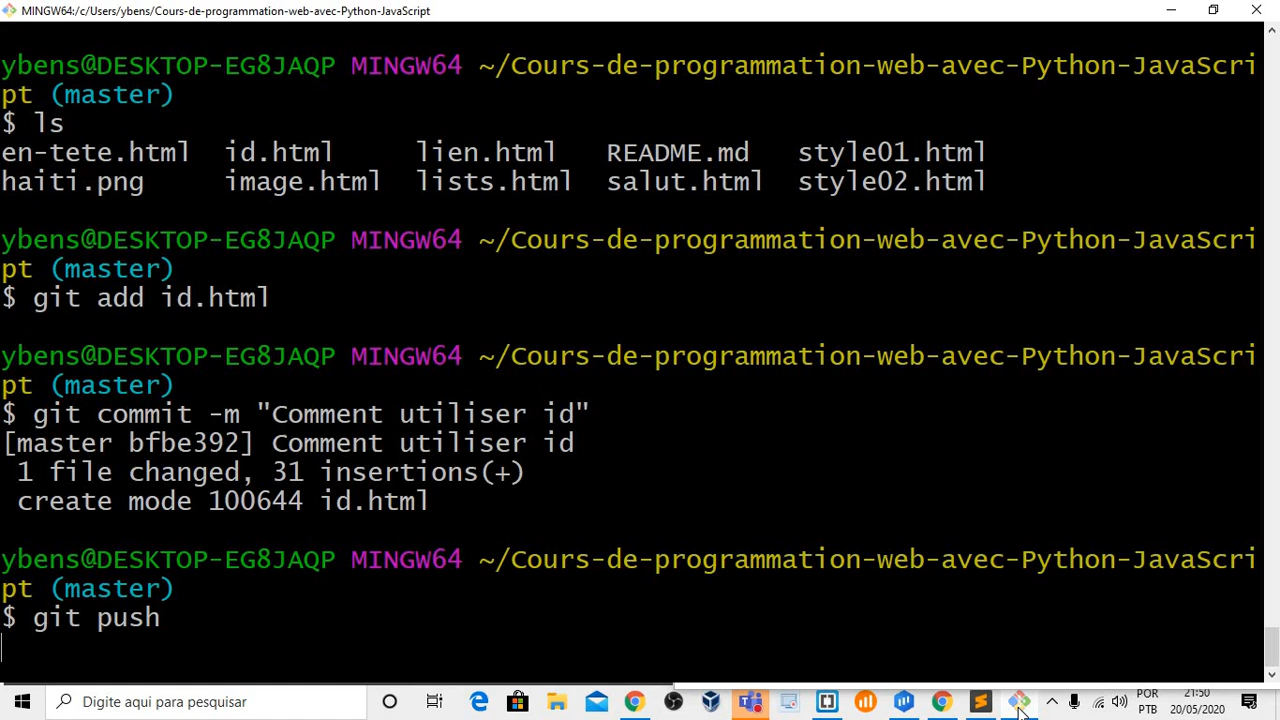 MINGW64:/c/Users/ybens/Cours-de-programmation-web-avec-Python-JavaScript
ybens@DESKTOP-EG8JAQP MINGW64 ~/Cours-de-programmation-web-avec-Python-JavaScri
pt (master)
$ ls
en-tete.html id.html lien.html README.md style01.html
haiti.png image.html lists.html salut.html style02.html
ybens@DESKTOP-EG8JAQP MINGW64 ~/Cours-de-programmation-web-avec-Python-JavaScri
pt (master)
$ git add id.html
ybens@DESKTOP-EG8JAQP MINGW64 ~/Cours-de-programmation-web-avec-Python-JavaScri
pt (master)
$ git commit -m "Comment utiliser id"
[master bfbe392] Comment utiliser id
1 file changed, 31 insertions(+)
create mode 100644 id.html
ybens@DESKTOP-EG8JAQP MINGW64 ~/Cours-de-programmation-web-avec-Python-JavaScri
pt (master)
$ git push
Digite aqui para pesquisar
POR
PTB
21:50
20/05/2020